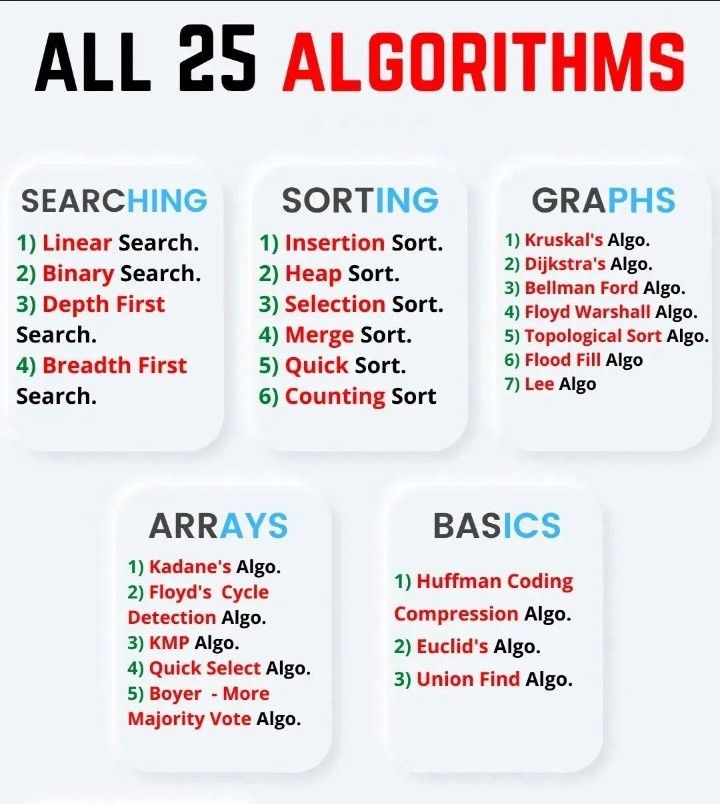 ALL 25 ALGORITHMS
SEARCHING
1) Linear Search.
2) Binary Search.
3) Depth First
Search.
4) Breadth First
Search.
SORTING
1) Insertion Sort.
2) Heap Sort.
3) Selection Sort.
4) Merge Sort.
5) Quick Sort.
6) Counting Sort
GRAPHS
1) Kruskal's Algo.
2) Dijkstra's Algo.
3) Bellman Ford Algo.
4) Floyd Warshall Algo.
5) Topological Sort Algo.
6) Flood Fill Algo
7) Lee Algo
ARRAYS
1) Kadane's Algo.
2) Floyd's Cycle
Detection Algo.
3) KMP Algo.
4) Quick Select Algo.
5) Boyer - More
Majority Vote Algo.
BASICS
1) Huffman Coding
Compression Algo.
2) Euclid's Algo.
3) Union Find Algo.